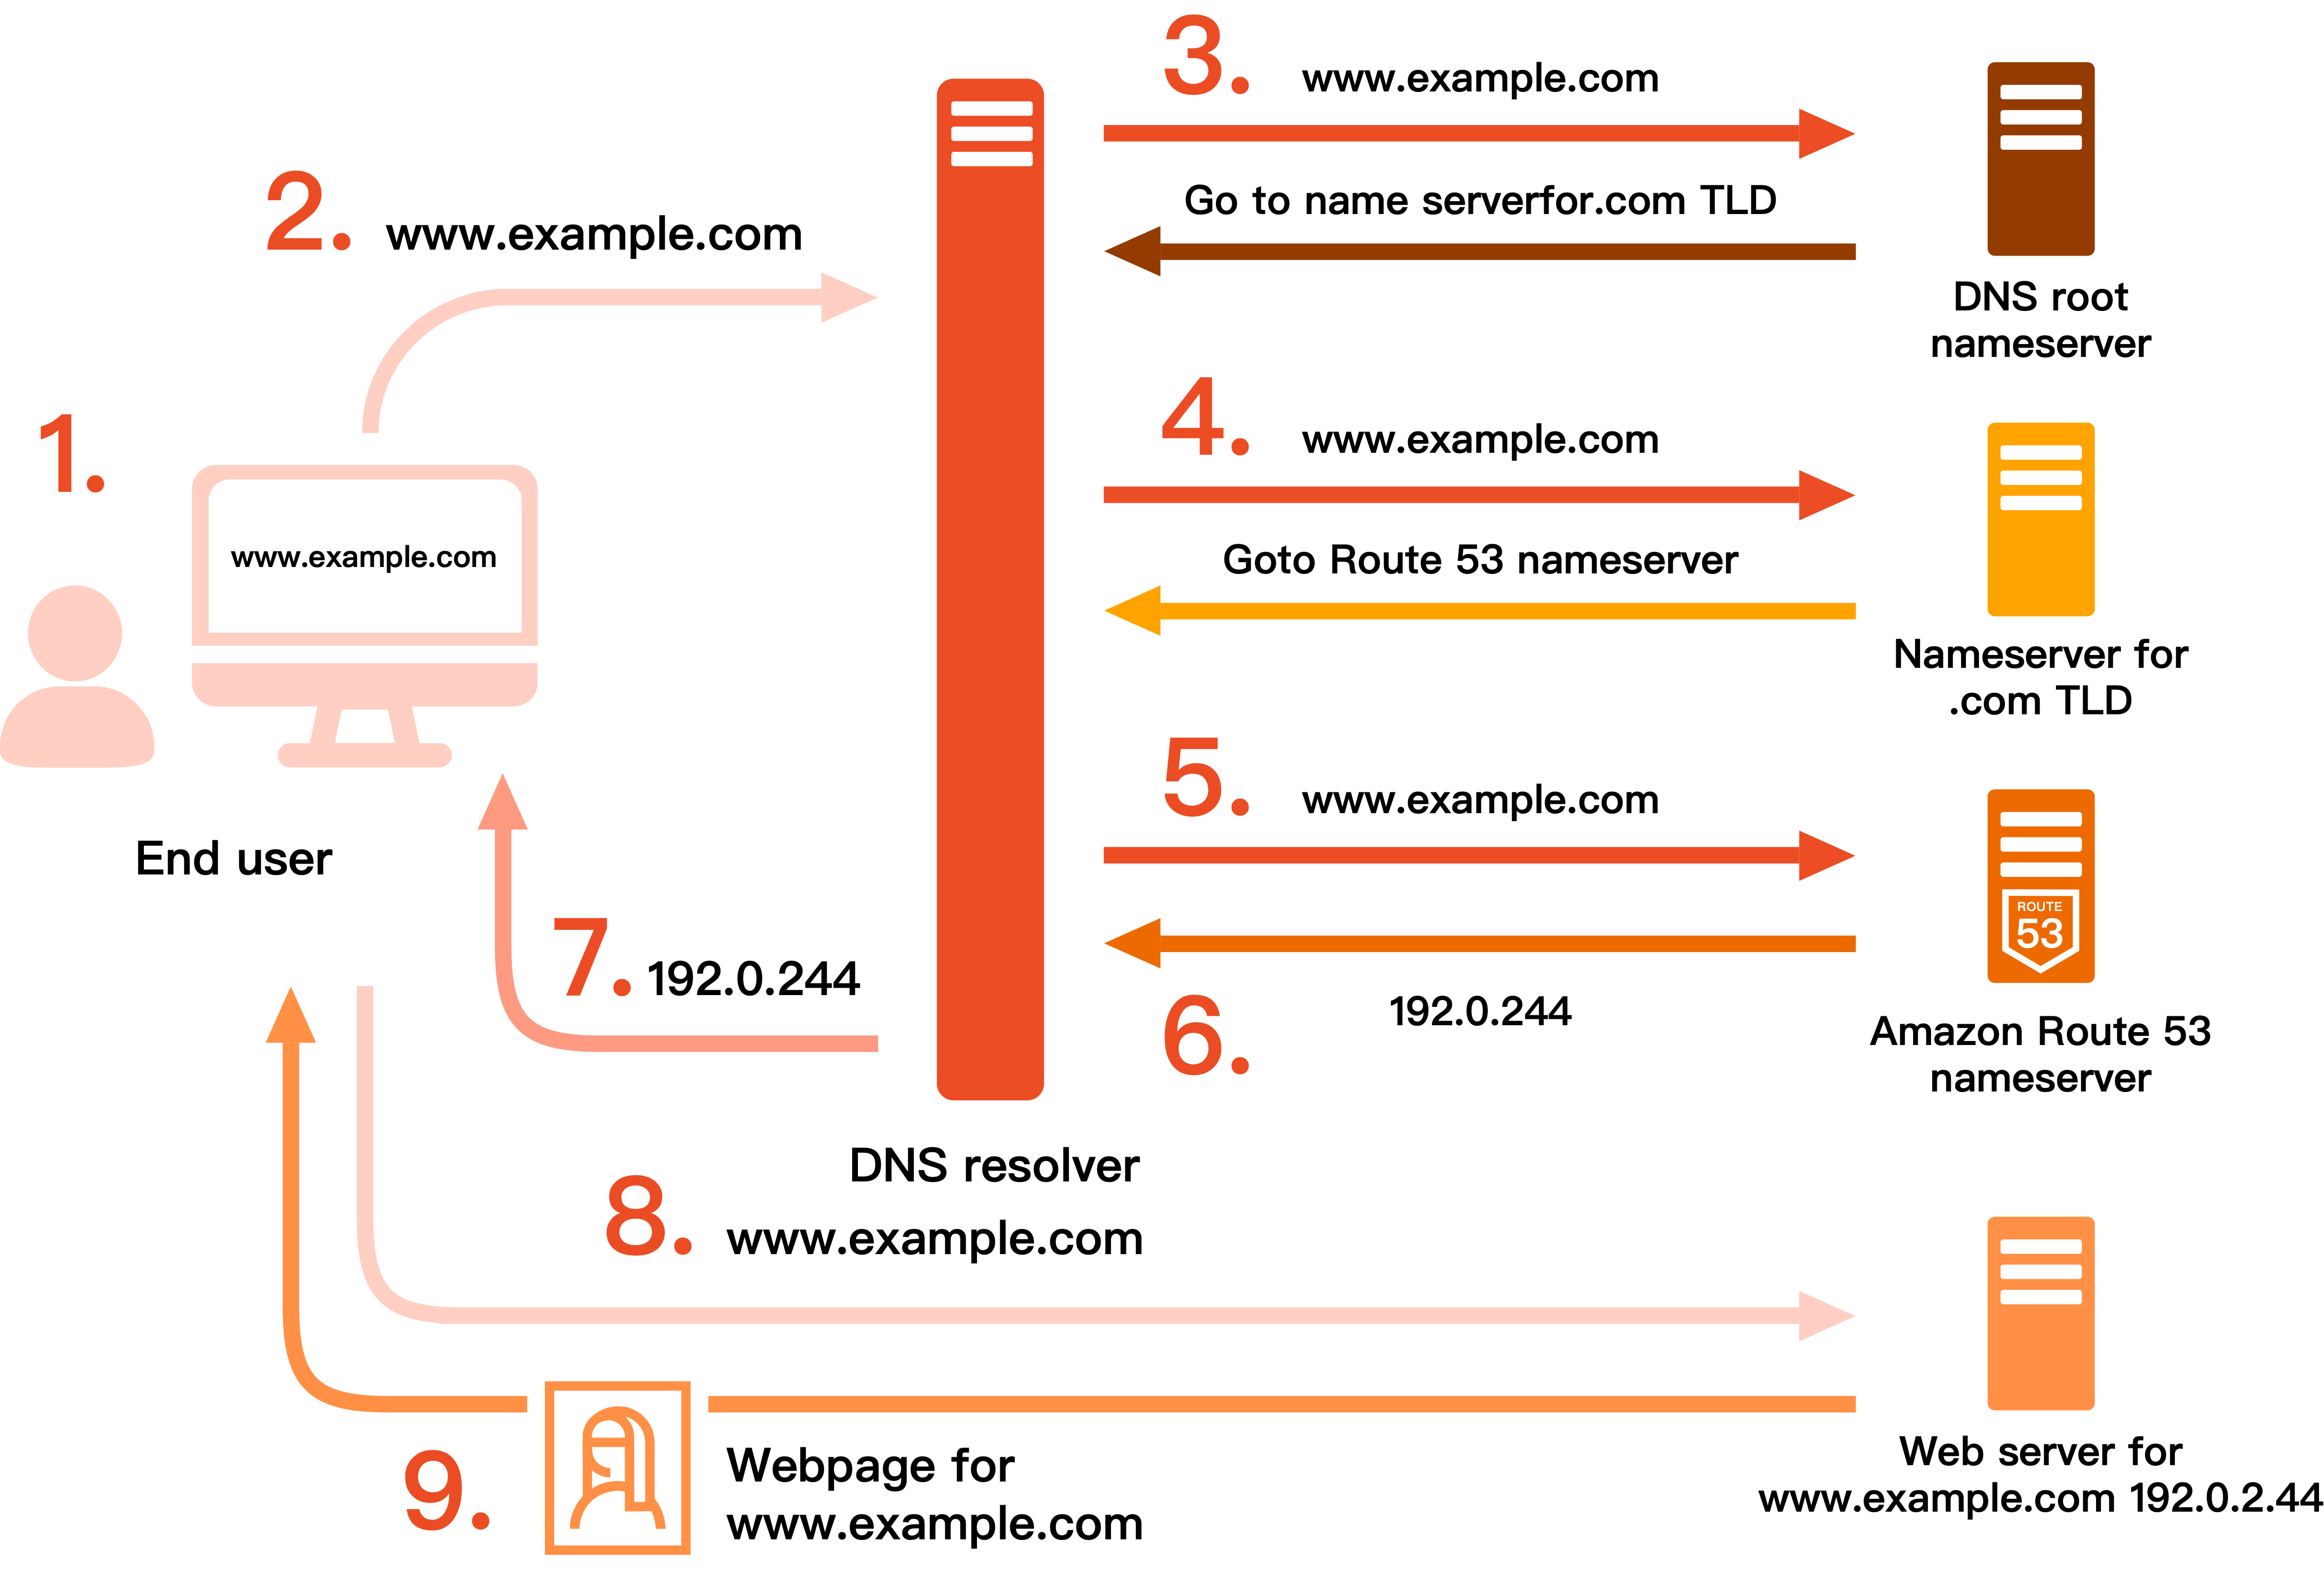 1.
www.example.com
End user
2.
www.example.com
3.
www.example.com
Go to name serverfor.com TLD
DNS root
nameserver
4.
www.example.com
Goto Route 53 nameserver
Nameserver for
.com TLD
5.
www.example.com
ROUTE
53
Amazon Route 53
nameserver
6.
192.0.244
7.
192.0.244
DNS resolver
8.
www.example.com
9.
Webpage for
www.example.com
Web server for
www.example.com 192.0.2.44